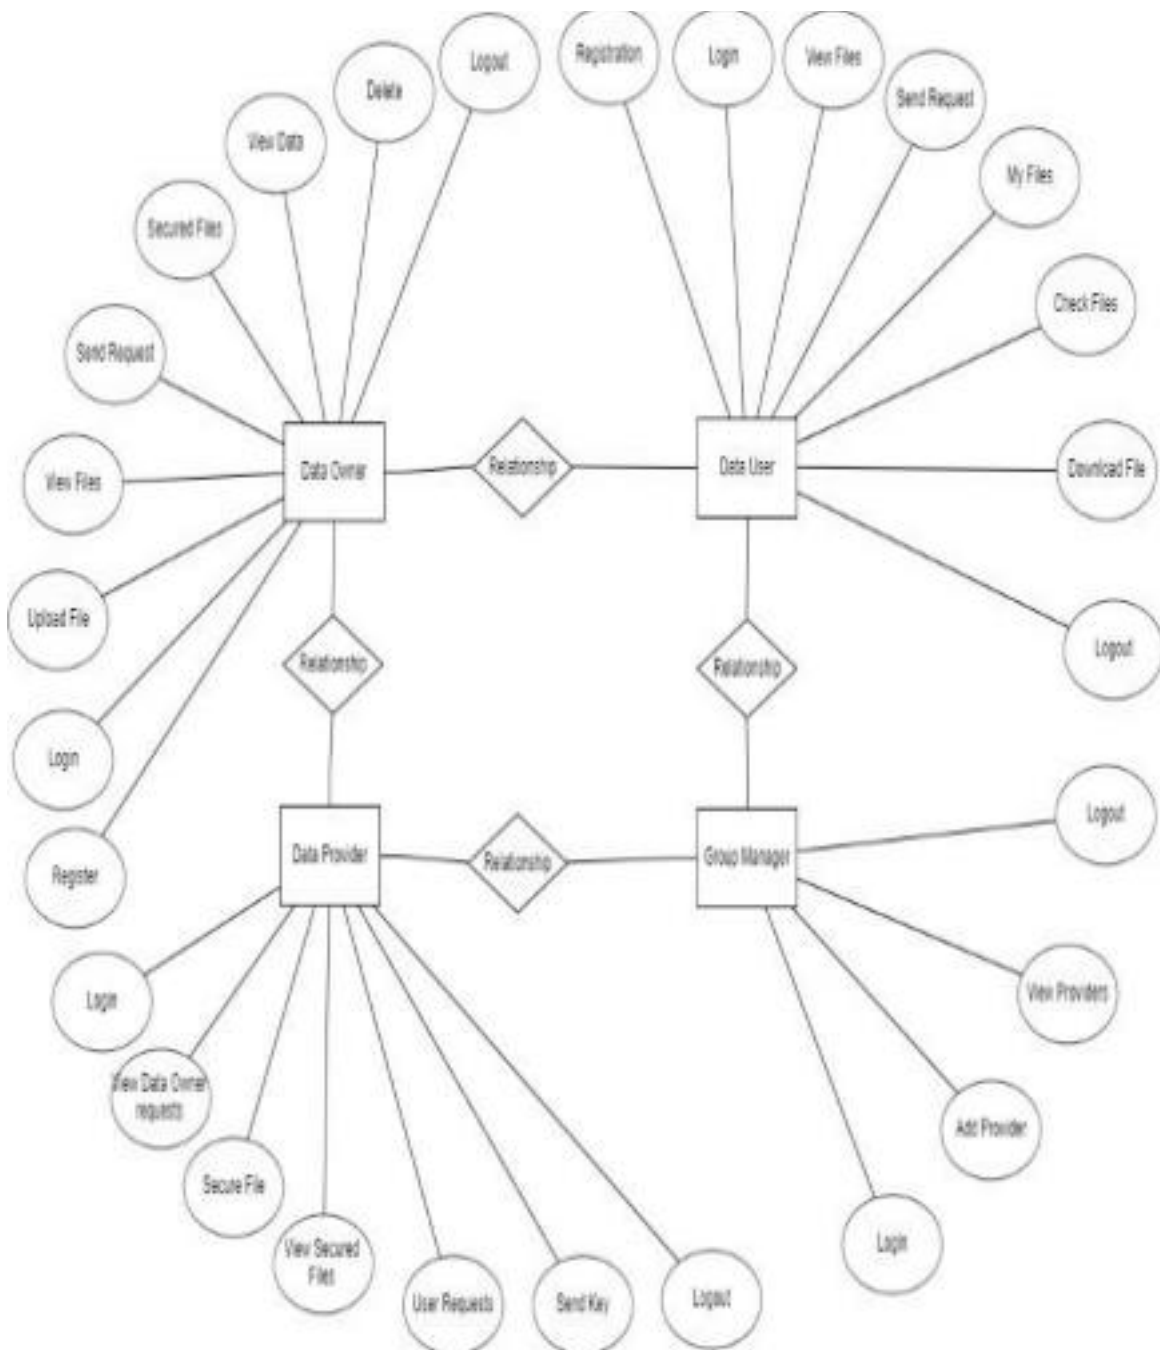 Logout
Registration
Login
View Files
Delete
Send Request
View Data
My Files
Secured Files
Check Files
Send Request
Data Owner
Relationship
Data User
Download File
View Files
Upload File
Relationship
Relationship
Logout
Login
Logout
Register
Data Provider
Relationship
Group Manager
Login
View Providers
View Data Owner
requests
Add Provider
Secure File
Login
View Secured
Files
User Requests
Send Key
Logout